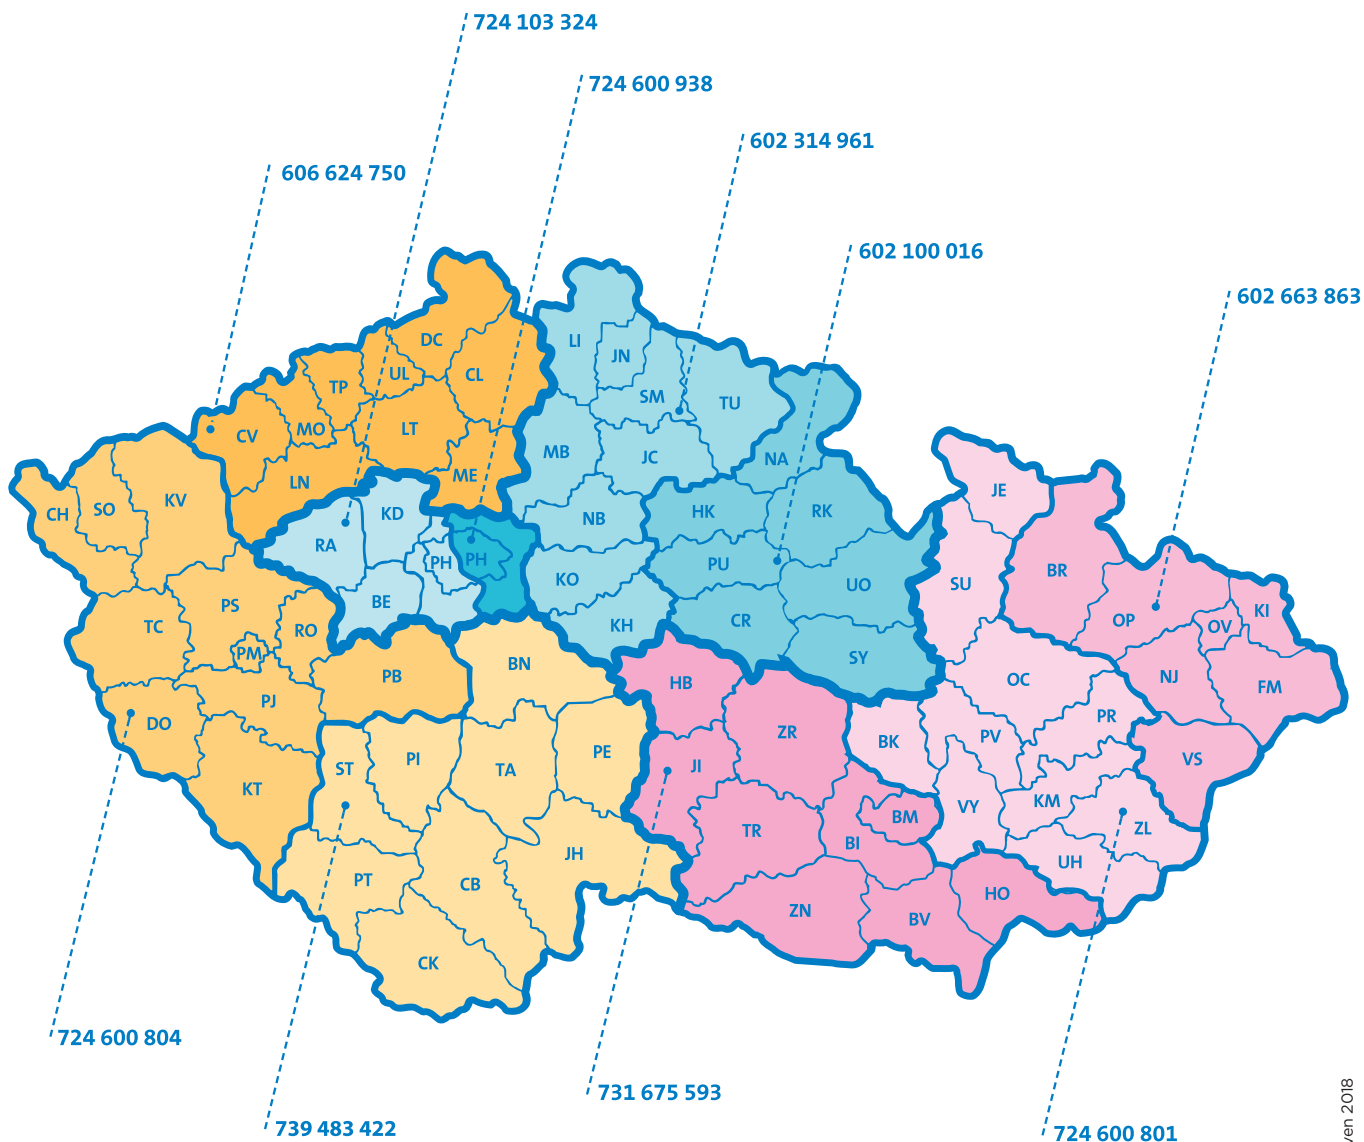 724 103 324
724 600 938
602 314 961
606 624 750
602 100 016
602 663 863
DC
LI
JN
TP
UL
CL
SM
TU
CV
MO
LT
MB
JC
NA
ME
LN
JE
KV
SO
CH
KD
NB
HK
RK
RA
PH
PH
PU
KO
BR
SU
UO
BE
PS
KI
TC
RO
KH
CR
OP
OV
PM
SY
BN
PB
HB
OC
NJ
FM
PJ
DO
PR
ZR
BK
PV
PI
PE
VS
ST
TA
JI
KT
KM
VY
BM
ZL
TR
BI
JH
UH
PT
CB
HO
ZN
BV
CK
724 600 804
731 675 593
739 483 422
724 600 801
2018